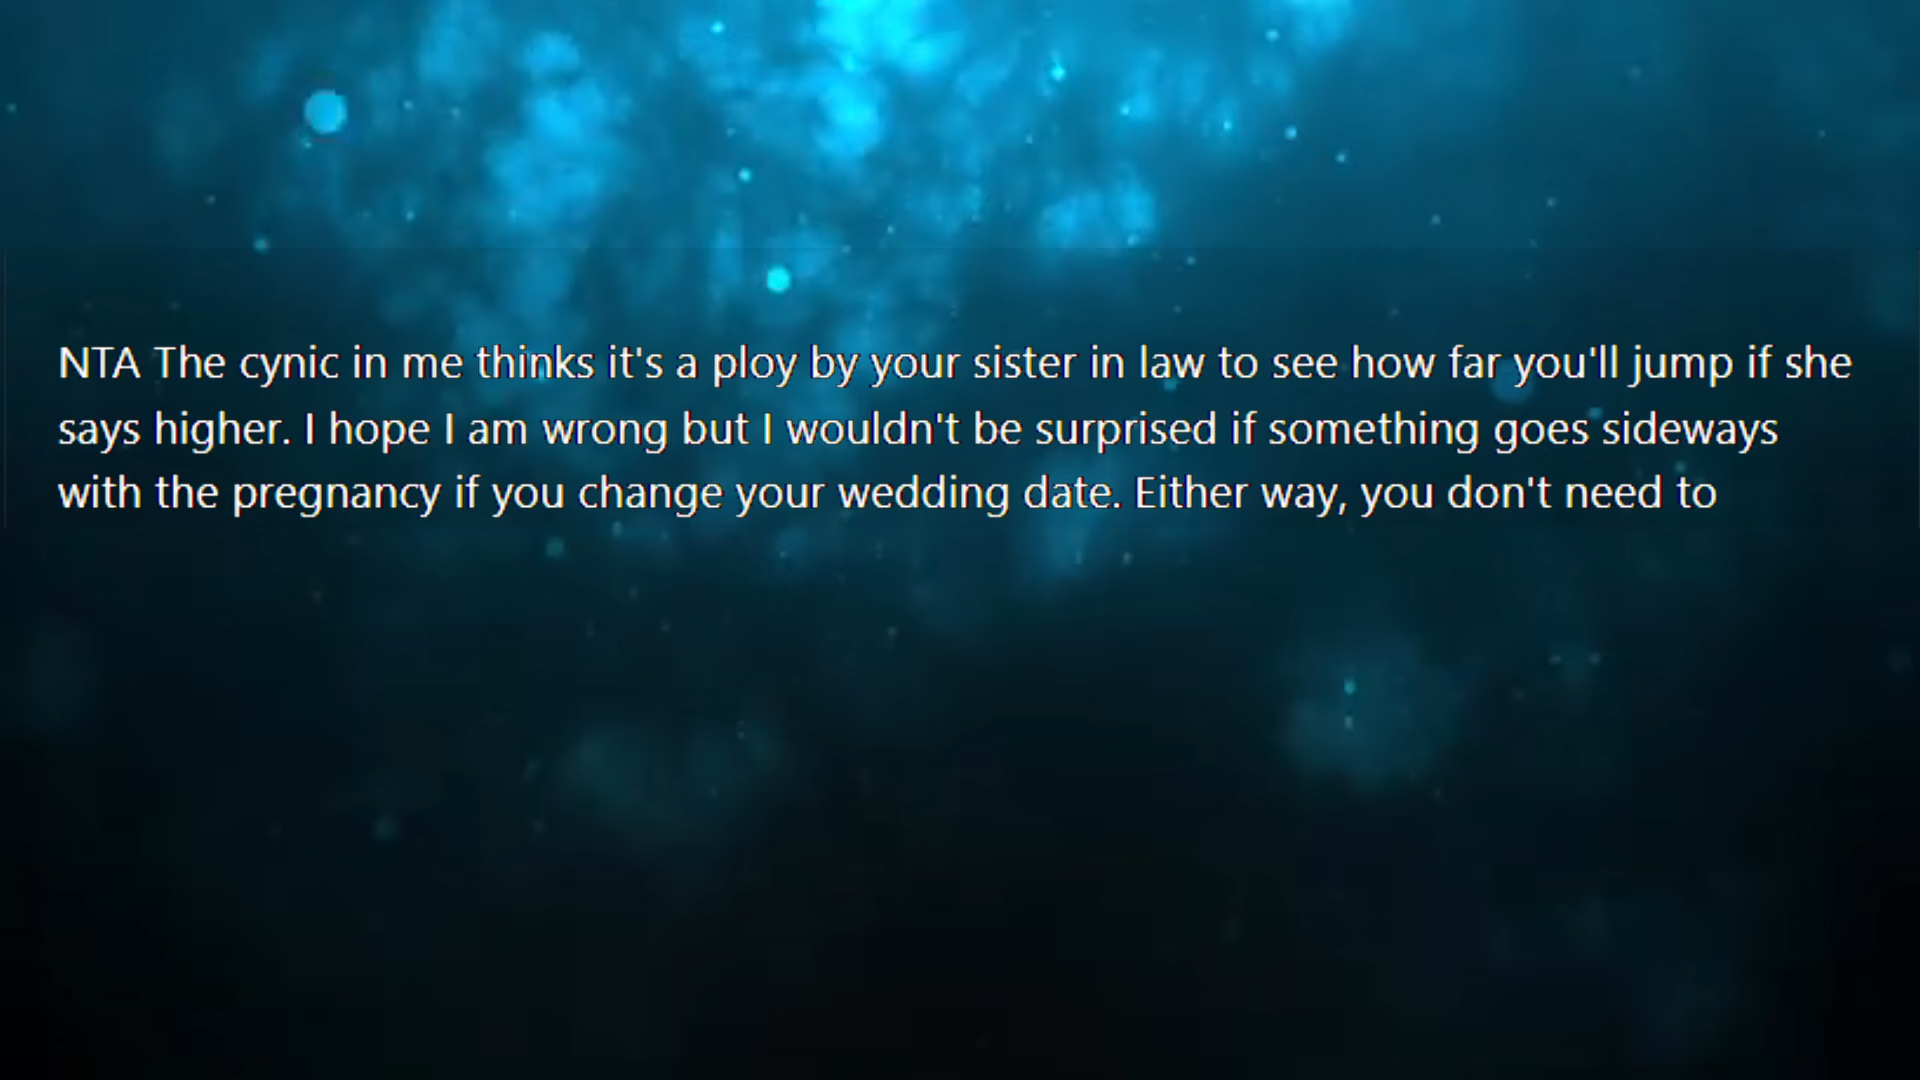 NTA The cynic in me thinks it's a ploy by your sister in law to see how far you'll jump if she
says higher. I hope I am wrong but I wouldn't be surprised if something goes sideways
with the pregnancy if you change your wedding date. Either way, you don't need to